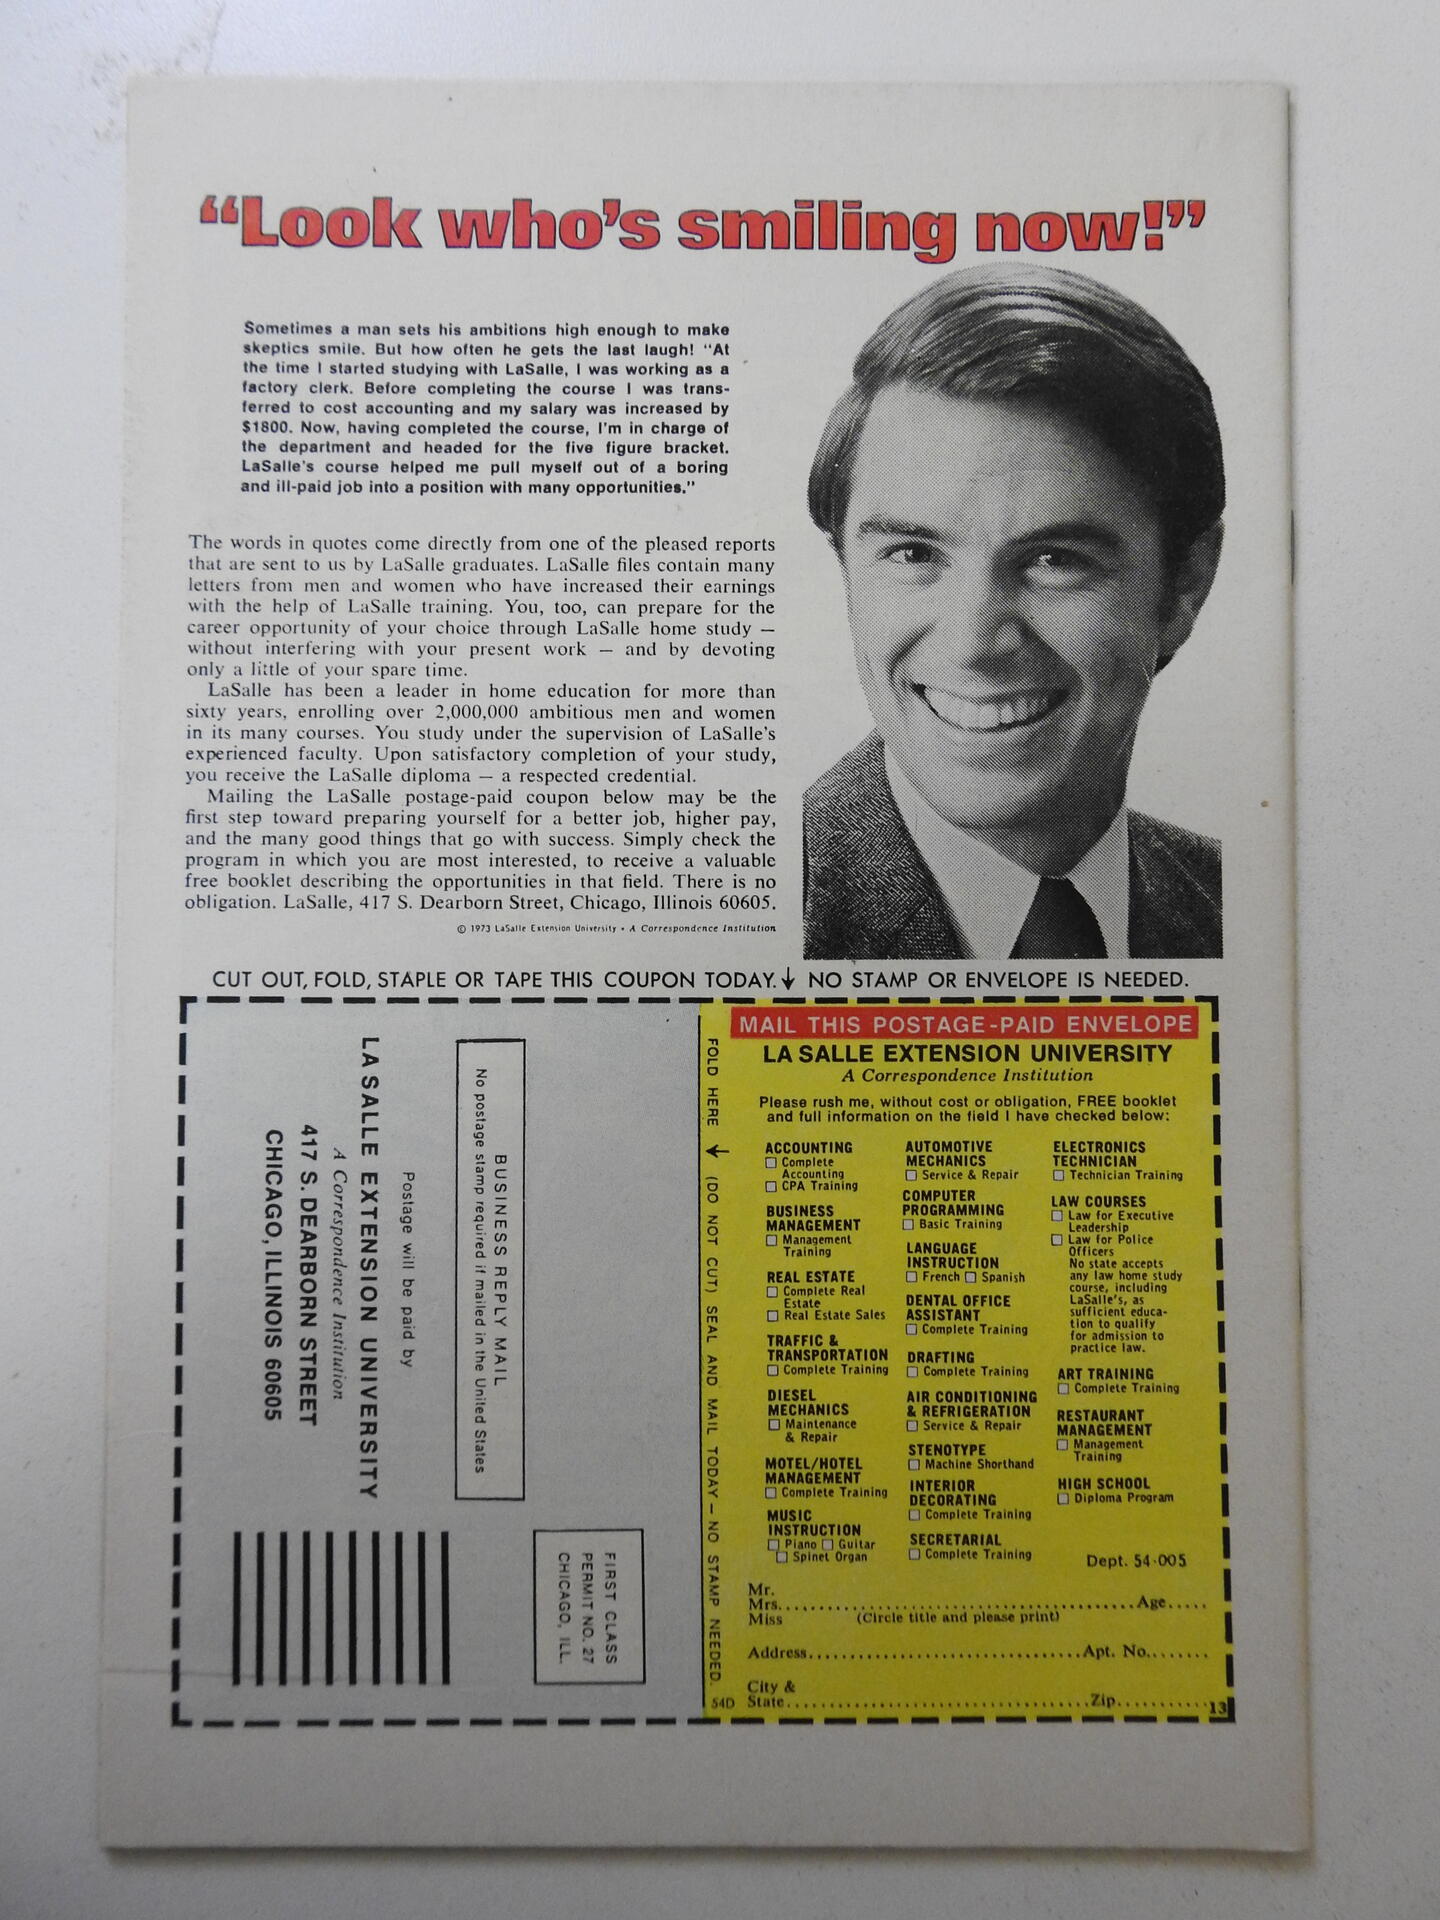 “Look who’s smiling now!”
Sometimes a man sets his ambitions high enough to make
skeptics smile. But how often he gets the last laugh! “At
the time I started studying with LaSalle, I was working as a
factory clerk. Before completing the course I was trans-
ferred to cost accounting and my salary was increased by
$1800. Now, having completed the course, I’m in charge of
the department and headed for the five figure bracket.
LaSalle’s course helped me pull myself out of a boring
and ill-paid job into a position with many opportunities.”
The words in quotes come directly from one of the pleased reports
that are sent to us by LaSalle graduates. LaSalle files contain many
letters from men and women who have increased their earnings
with the help of LaSalle training. You, too, can prepare for the
career opportunity of your choice through LaSalle home study —
without interfering with your present work — and by devoting
only a little of your spare time.
LaSalle has been a leader in home education for more than
sixty years, enrolling over 2,000,000 ambitious men and women
in its many courses. You study under the supervision of LaSalle’s
experienced faculty. Upon satisfactory completion of your study,
you receive the LaSalle diploma — a respected credential.
Mailing the LaSalle postage-paid coupon below may be the
first step toward preparing yourself for a better job, higher pay,
and the many good things that go with success. Simply check the
program in which you are most interested, to receive a valuable
free booklet describing the opportunities in that field. There is no
obligation. LaSalle, 417 S. Dearborn Street, Chicago, Illinois 60605.
© 1973 LaSalle Extension University • A Correspondence Institution
CUT OUT, FOLD, STAPLE OR TAPE THIS COUPON TODAY. ↓ NO STAMP OR ENVELOPE IS NEEDED.
FIRST CLASS
PERMIT NO. 27
CHICAGO, ILL.
BUSINESS REPLY MAIL
No postage stamp required if mailed in the United States
Postage will be paid by
LA SALLE EXTENSION UNIVERSITY
A Correspondence Institution
417 S. DEARBORN STREET
CHICAGO, ILLINOIS 60605
FOLD HERE ↓ (DO NOT CUT) SEAL AND MAIL TODAY — NO STAMP NEEDED.
54D
MAIL THIS POSTAGE-PAID ENVELOPE
LA SALLE EXTENSION UNIVERSITY
A Correspondence Institution
Please rush me, without cost or obligation, FREE booklet
and full information on the field I have checked below:
ACCOUNTING
☐ Complete
Accounting
☐ CPA Training
BUSINESS
MANAGEMENT
☐ Management
Training
REAL ESTATE
☐ Complete Real
Estate
☐ Real Estate Sales
TRAFFIC &
TRANSPORTATION
☐ Complete Training
DIESEL
MECHANICS
☐ Maintenance
& Repair
MOTEL/HOTEL
MANAGEMENT
☐ Complete Training
MUSIC
INSTRUCTION
☐ Piano ☐ Guitar
☐ Spinet Organ
AUTOMOTIVE
MECHANICS
☐ Service & Repair
COMPUTER
PROGRAMMING
☐ Basic Training
LANGUAGE
INSTRUCTION
☐ French ☐ Spanish
DENTAL OFFICE
ASSISTANT
☐ Complete Training
DRAFTING
☐ Complete Training
AIR CONDITIONING
& REFRIGERATION
☐ Service & Repair
STENOTYPE
☐ Machine Shorthand
INTERIOR
DECORATING
☐ Complete Training
SECRETARIAL
☐ Complete Training
ELECTRONICS
TECHNICIAN
☐ Technician Training
LAW COURSES
☐ Law for Executive
Leadership
☐ Law for Police
Officers
No state accepts
any law home study
course, including
LaSalle’s, as
sufficient educa-
tion to qualify
for admission to
practice law.
ART TRAINING
☐ Complete Training
RESTAURANT
MANAGEMENT
☐ Management
Training
HIGH SCHOOL
☐ Diploma Program
Dept. 54-005
Mr.
Mrs. Age
Miss (Circle title and please print)
Address Apt. No.
City &
State Zip
13